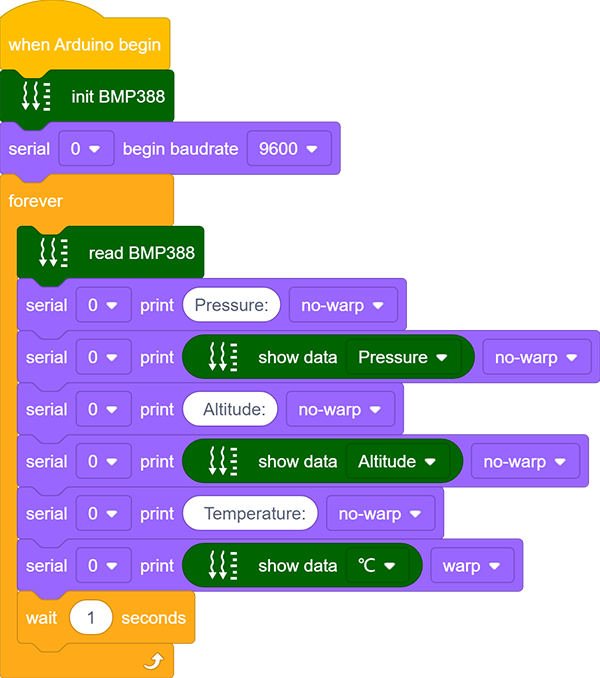 when Arduino begin
init BMP388
serial 0 begin baudrate 9600
forever
read BMP388
serial 0 print Pressure: no-warp
serial 0 print show data Pressure no-warp
serial 0 print Altitude: no-warp
serial 0 print show data Altitude no-warp
serial 0 print Temperature: no-warp
serial 0 print show data ℃ warp
wait 1 seconds